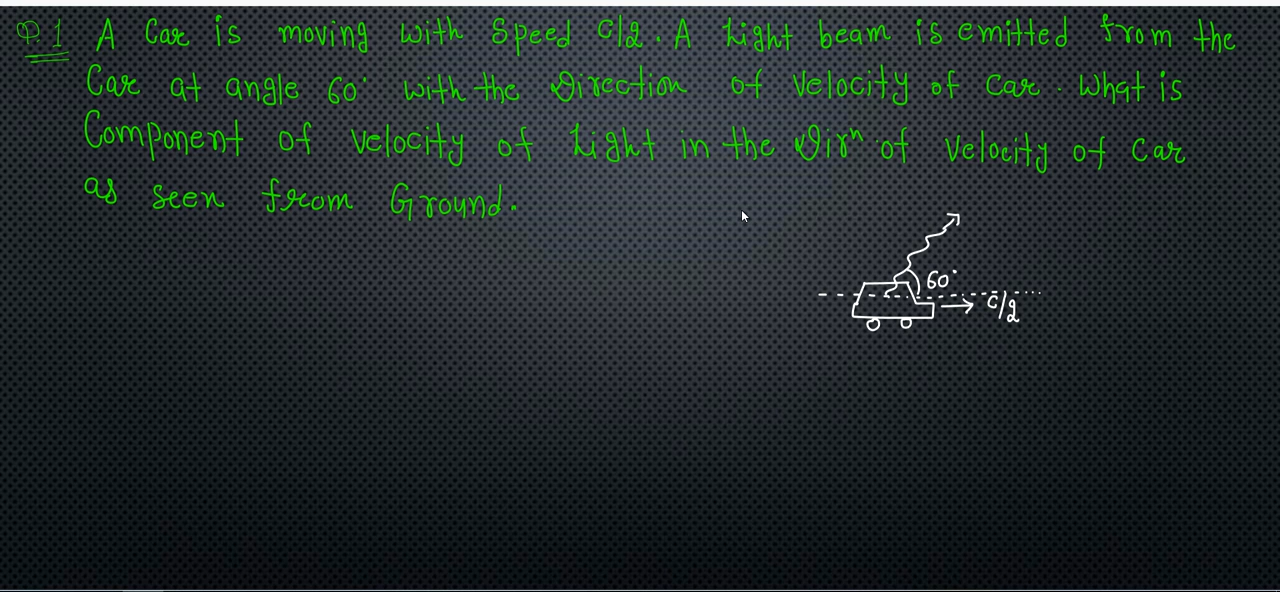 Q1 A Car is moving with Speed C/2. A Light beam is emitted from the
Car at angle 60° with the Direction of Velocity of Car. What is
Component of Velocity of Light in the Dirⁿ of Velocity of Car
as seen from Ground.
60°
C/2